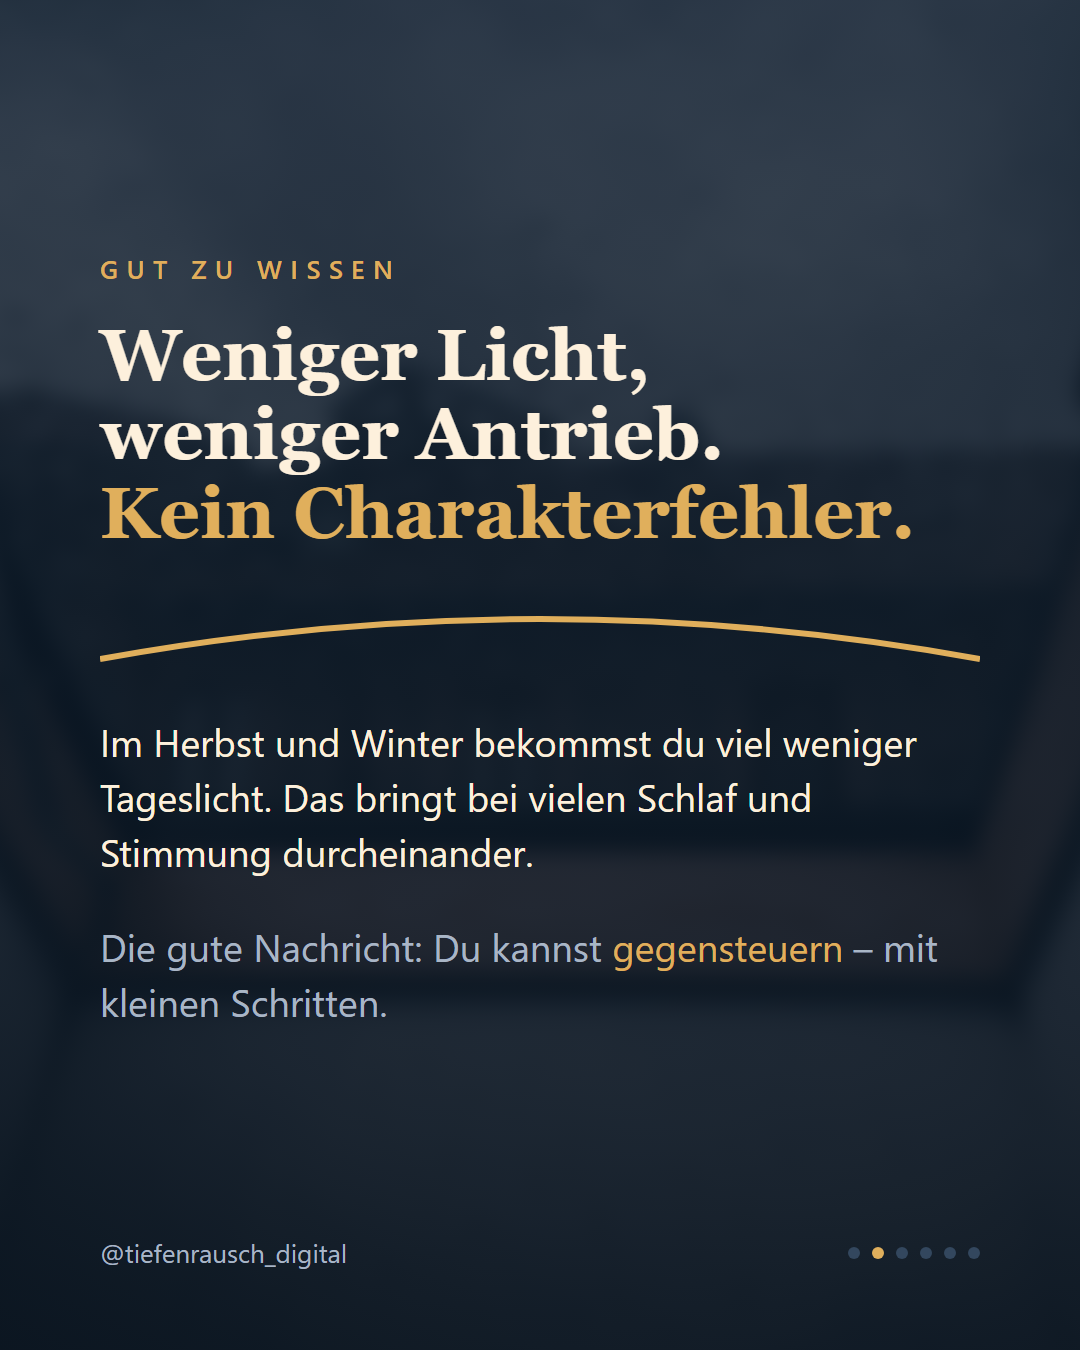 GUT ZU WISSEN
Weniger Licht,
weniger Antrieb.
Kein Charakterfehler.
Im Herbst und Winter bekommst du viel weniger
Tageslicht. Das bringt bei vielen Schlaf und
Stimmung durcheinander.
Die gute Nachricht: Du kannst gegensteuern – mit
kleinen Schritten.
@tiefenrausch_digital